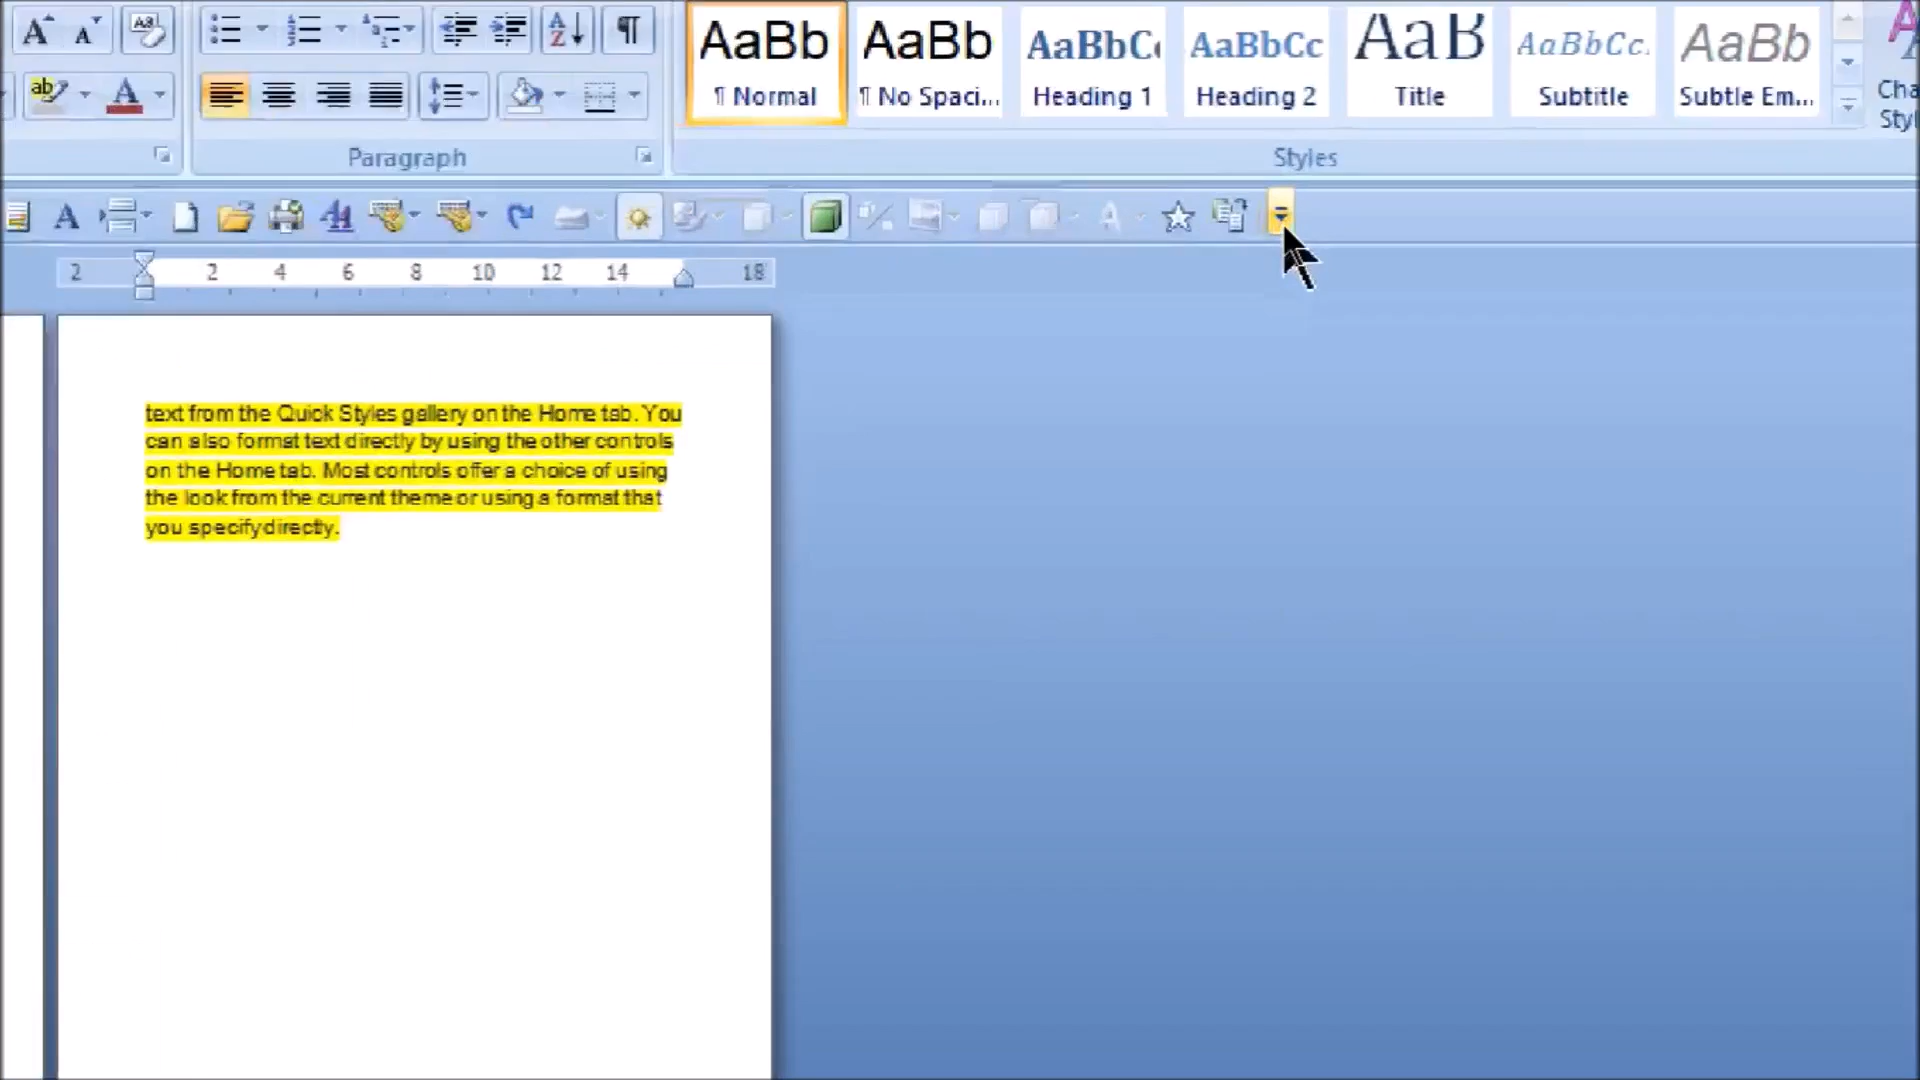 AaBb AaBb AaBbC AaBbCc AaB AaBbCc. AaBb
¶ Normal ¶ No Spaci... Heading 1 Heading 2 Title Subtitle Subtle Em... Cha
Styl
Paragraph Styles
2 2 4 6 8 10 12 14 18
text from the Quick Styles gallery on the Home tab. You
can also format text directly by using the other controls
on the Home tab. Most controls offer a choice of using
the look from the current theme or using a format that
you specify directly.